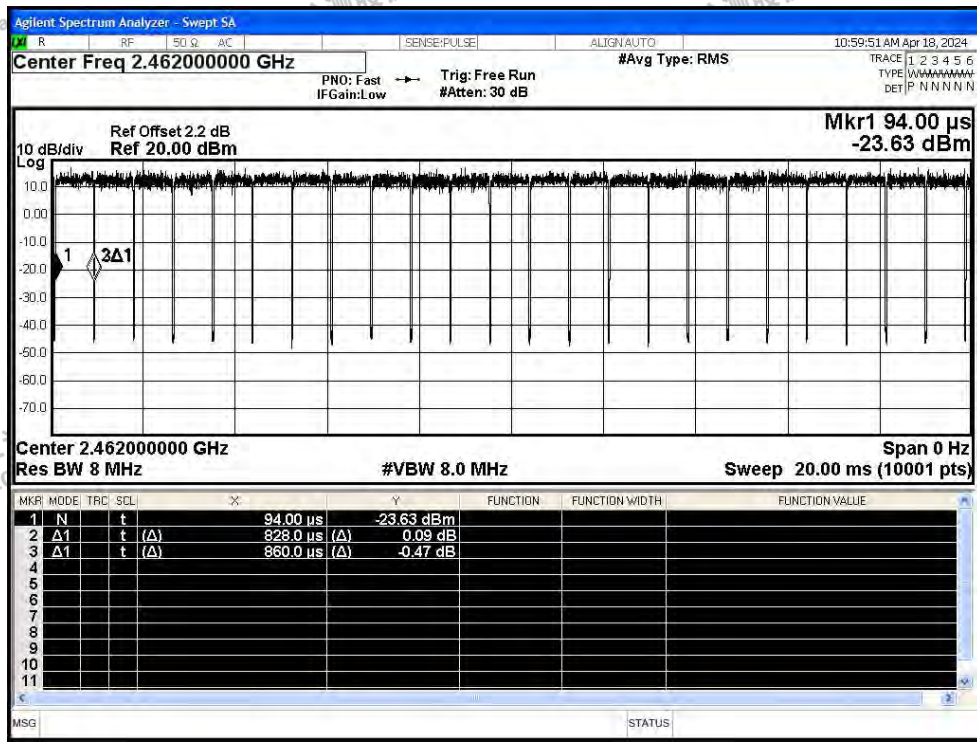 Agilent Spectrum Analyzer - Swept SA
LXI R RF 50 Ω AC SENSE:PULSE ALIGN AUTO 10:59:51 AM Apr 18, 2024
Center Freq 2.462000000 GHz #Avg Type: RMS TRACE 1 2 3 4 5 6
PNO: Fast Trig: Free Run TYPE WWWWWW
IFGain:Low #Atten: 30 dB DET P N N N N N
Mkr1 94.00 µs
Ref Offset 2.2 dB
10 dB/div Ref 20.00 dBm -23.63 dBm
Log
10.0
0.00
-10.0
1 3Δ1
-20.0
-30.0
-40.0
-50.0
-60.0
-70.0
Center 2.462000000 GHz Span 0 Hz
Res BW 8 MHz #VBW 8.0 MHz Sweep 20.00 ms (10001 pts)
MKR MODE TRC SCL X Y FUNCTION FUNCTION WIDTH FUNCTION VALUE
1 N t 94.00 µs -23.63 dBm
2 Δ1 t (Δ) 828.0 µs (Δ) 0.09 dB
3 Δ1 t (Δ) 860.0 µs (Δ) -0.47 dB
4
5
6
7
8
9
10
11
MSG STATUS